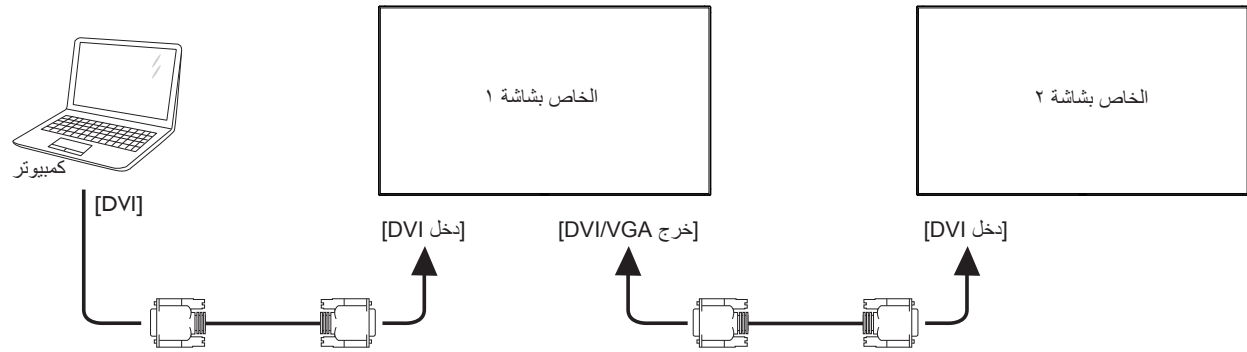 الخاص بشاشة ١
الخاص بشاشة ٢
كمبيوتر
[DVI]
[دخل DVI]
[خرج DVI/VGA]
[دخل DVI]